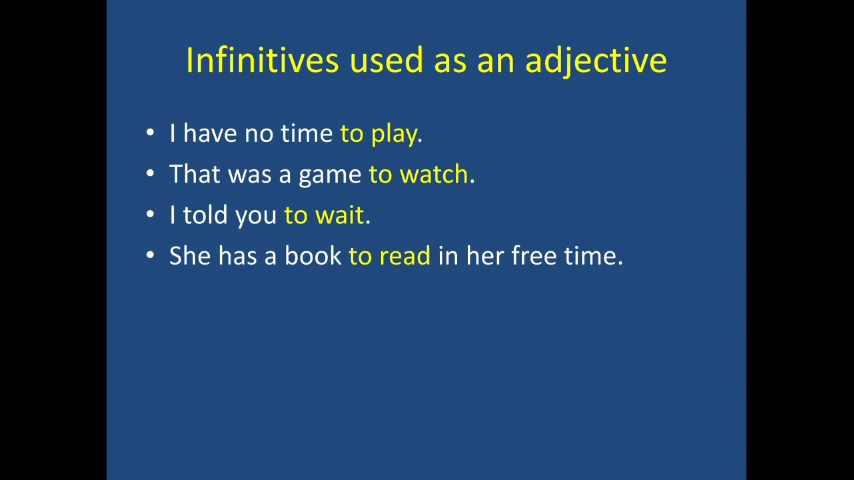 Infinitives used as an adjective
• I have no time to play.
• That was a game to watch.
• I told you to wait.
• She has a book to read in her free time.